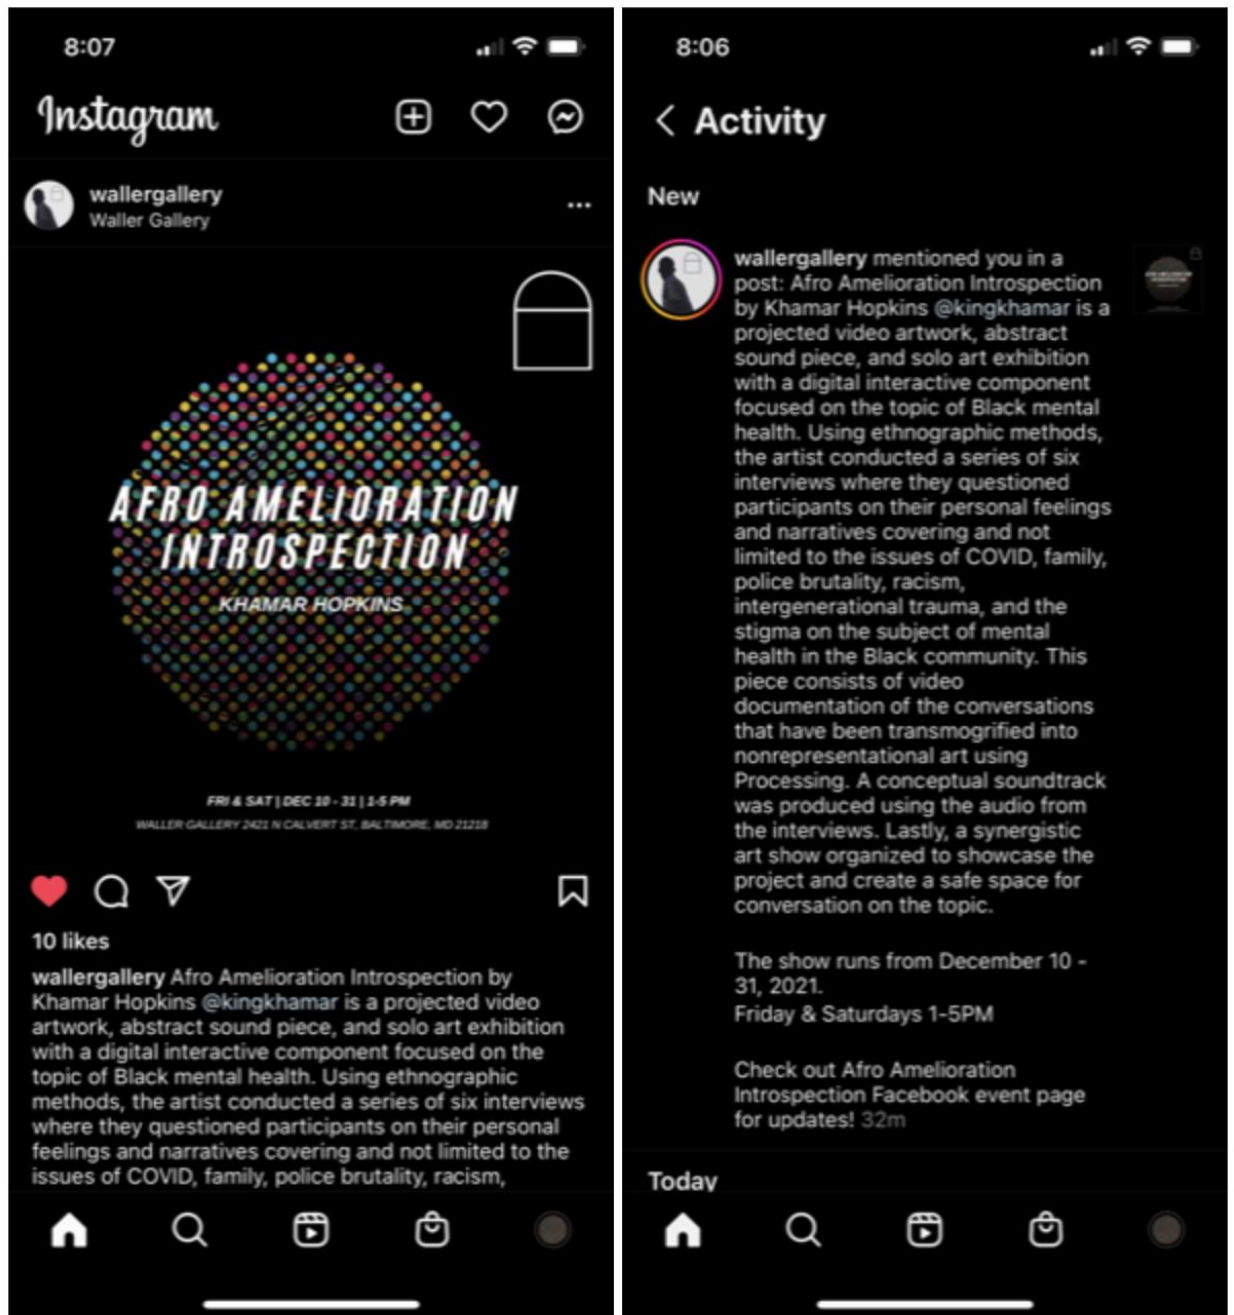 8:07
Instagram
wallergallery
Waller Gallery
AFRO AMELIORATION
INTROSPECTION
KHAMAR HOPKINS
FRI & SAT | DEC 10 - 31 | 1-5 PM
WALLER GALLERY 2421 N CALVERT ST, BALTIMORE, MD 21218
10 likes
wallergallery Afro Amelioration Introspection by
Khamar Hopkins @kingkhamar is a projected video
artwork, abstract sound piece, and solo art exhibition
with a digital interactive component focused on the
topic of Black mental health. Using ethnographic
methods, the artist conducted a series of six interviews
where they questioned participants on their personal
feelings and narratives covering and not limited to the
issues of COVID, family, police brutality, racism,
8:06
Activity
New
wallergallery mentioned you in a
post: Afro Amelioration Introspection
by Khamar Hopkins @kingkhamar is a
projected video artwork, abstract
sound piece, and solo art exhibition
with a digital interactive component
focused on the topic of Black mental
health. Using ethnographic methods,
the artist conducted a series of six
interviews where they questioned
participants on their personal feelings
and narratives covering and not
limited to the issues of COVID, family,
police brutality, racism,
intergenerational trauma, and the
stigma on the subject of mental
health in the Black community. This
piece consists of video
documentation of the conversations
that have been transmogrified into
nonrepresentational art using
Processing. A conceptual soundtrack
was produced using the audio from
the interviews. Lastly, a synergistic
art show organized to showcase the
project and create a safe space for
conversation on the topic.
The show runs from December 10 -
31, 2021.
Friday & Saturdays 1-5PM
Check out Afro Amelioration
Introspection Facebook event page
for updates! 32m
Today